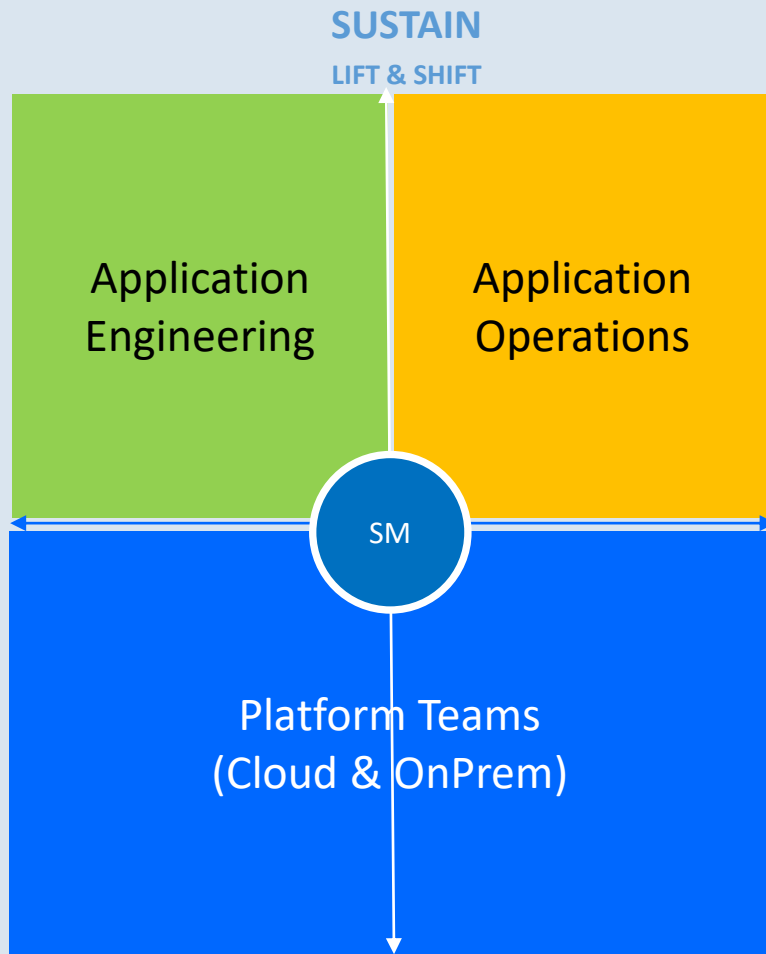 SUSTAIN
LIFT & SHIFT
Application
Engineering
Application
Operations
SM
Platform Teams
(Cloud & OnPrem)